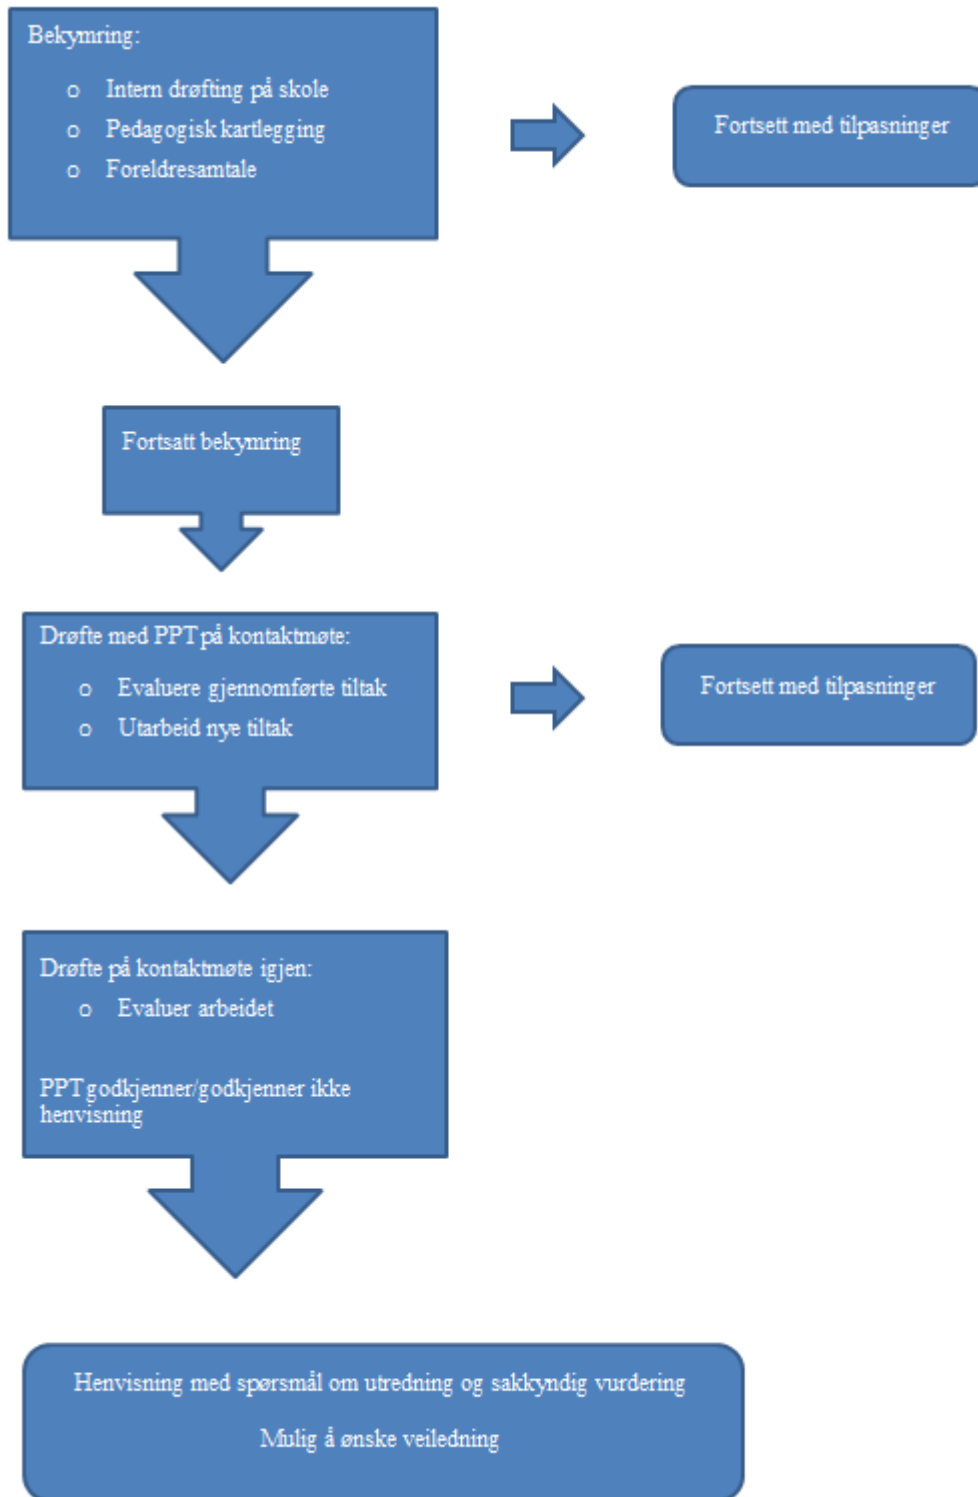 Bekymring:
o Intern drøfting på skole
o Pedagogisk kartlegging
o Foreldresamtale
Fortsett med tilpasninger
Fortsatt bekymring
Drøfte med PPT på kontaktmøte:
o Evaluere gjennomførte tiltak
o Utarbeid nye tiltak
Fortsett med tilpasninger
Drøfte på kontaktmøte igjen:
o Evaluer arbeidet
PPT godkjenner/godkjenner ikke
henvisning
Henvisning med spørsmål om utredning og sakkyndig vurdering
Mulig å ønske veiledning